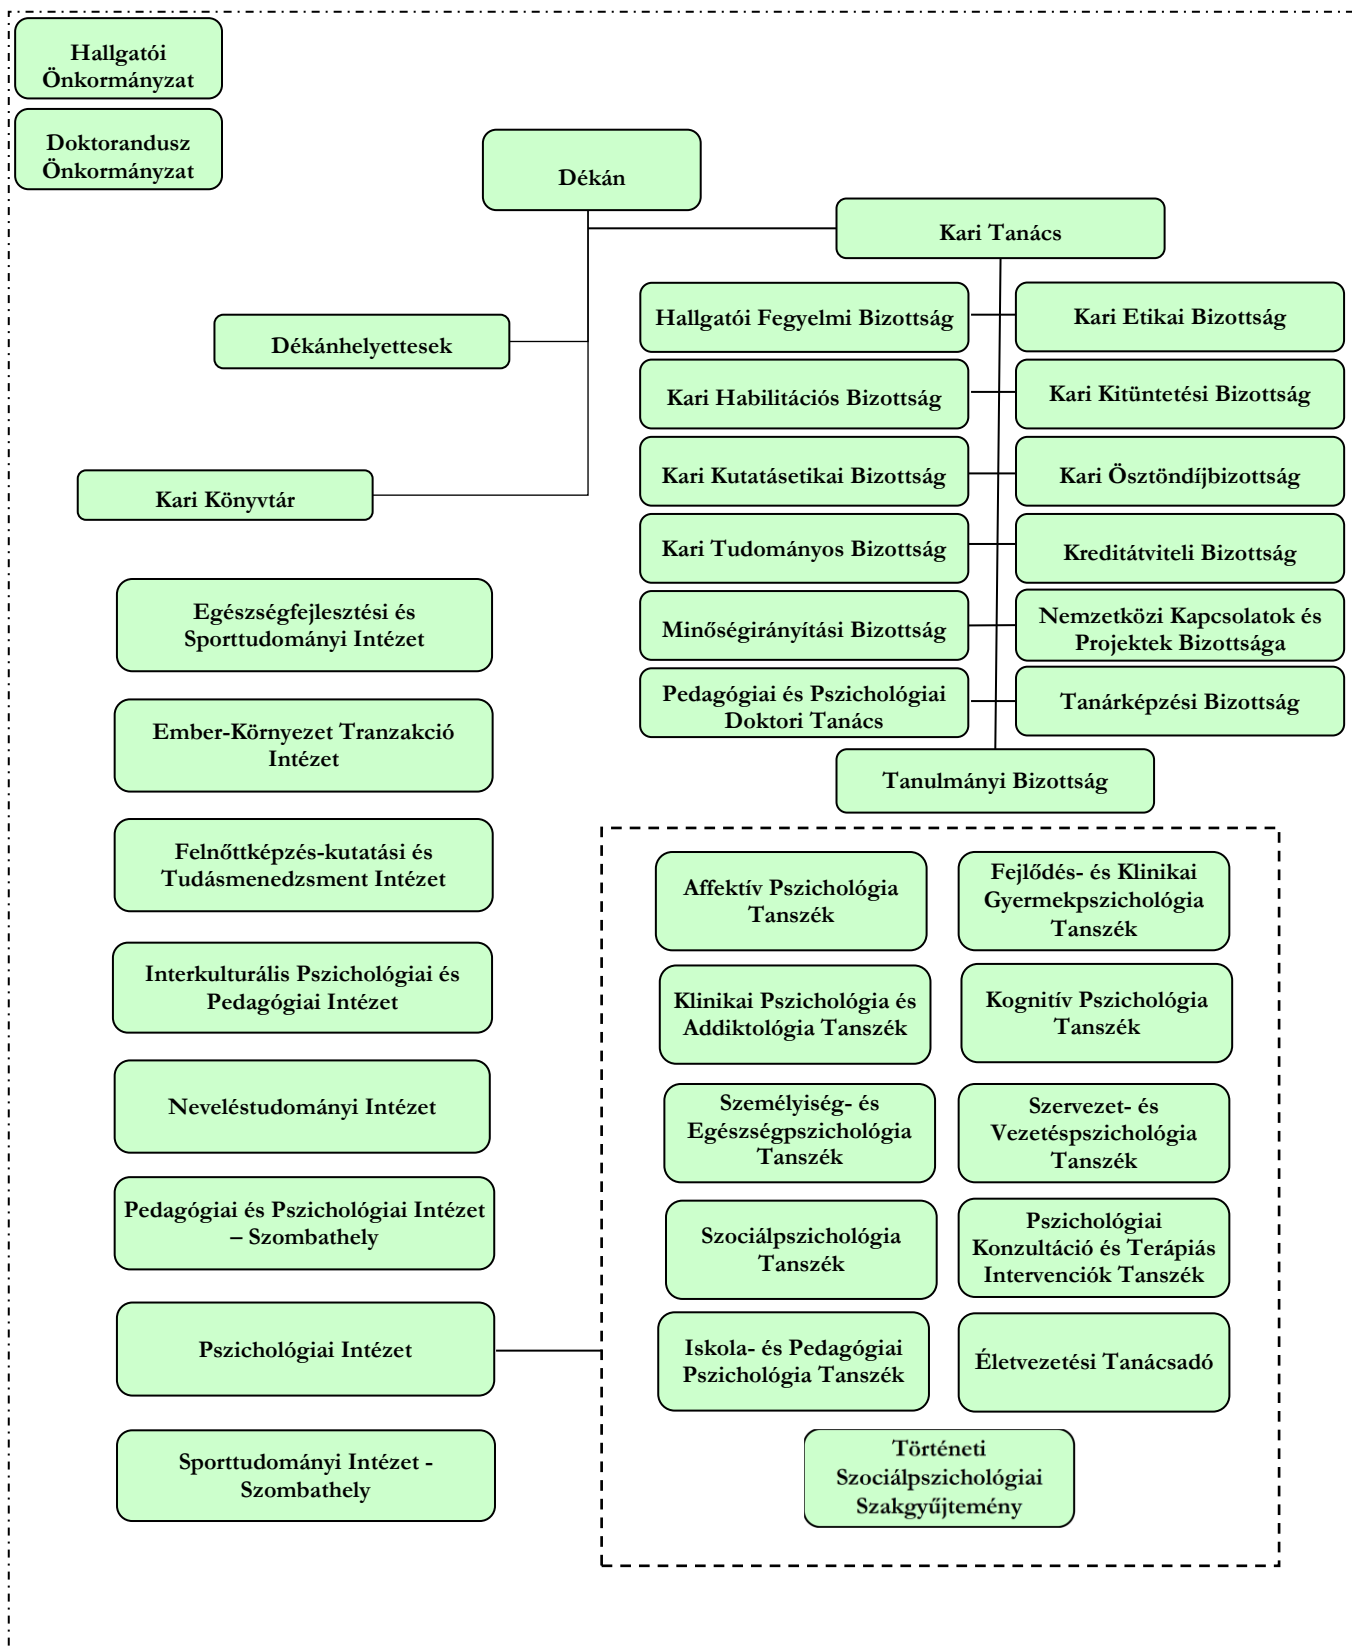 Hallgatói
Önkormányzat
Doktorandusz
Önkormányzat
Dékán
Kari Tanács
Hallgatói Fegyelmi Bizottság
Kari Etikai Bizottság
Dékánhelyettesek
Kari Habilitációs Bizottság
Kari Kitüntetési Bizottság
Kari Kutatásetikai Bizottság
Kari Ösztöndíjbizottság
Kari Könyvtár
Kari Tudományos Bizottság
Kreditátviteli Bizottság
Minőségirányítási Bizottság
Nemzetközi Kapcsolatok és
Projektek Bizottsága
Pedagógiai és Pszichológiai
Doktori Tanács
Tanárképzési Bizottság
Tanulmányi Bizottság
Egészségfejlesztési és
Sporttudományi Intézet
Ember-Környezet Tranzakció
Intézet
Felnőttképzés-kutatási és
Tudásmenedzsment Intézet
Interkulturális Pszichológiai és
Pedagógiai Intézet
Neveléstudományi Intézet
Pedagógiai és Pszichológiai Intézet
– Szombathely
Pszichológiai Intézet
Sporttudományi Intézet -
Szombathely
Affektív Pszichológia
Tanszék
Fejlődés- és Klinikai
Gyermekpszichológia
Tanszék
Klinikai Pszichológia és
Addiktológia Tanszék
Kognitív Pszichológia
Tanszék
Személyiség- és
Egészségpszichológia
Tanszék
Szervezet- és
Vezetéspszichológia
Tanszék
Szociálpszichológia
Tanszék
Pszichológiai
Konzultáció és Terápiás
Intervenciók Tanszék
Iskola- és Pedagógiai
Pszichológia Tanszék
Életvezetési Tanácsadó
Történeti
Szociálpszichológiai
Szakgyűjtemény